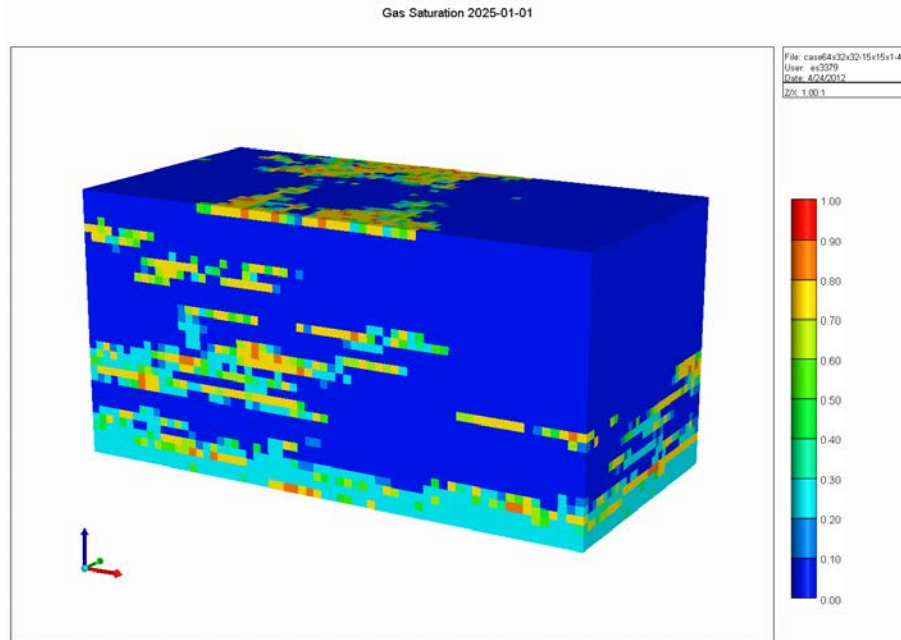 Gas Saturation 2025-01-01
File: case64x32x32-15x15x1-4
User: es3379
Date: 4/24/2012
Z/X: 1.00:1
1.00
0.90
0.80
0.70
0.60
0.50
0.40
0.30
0.20
0.10
0.00